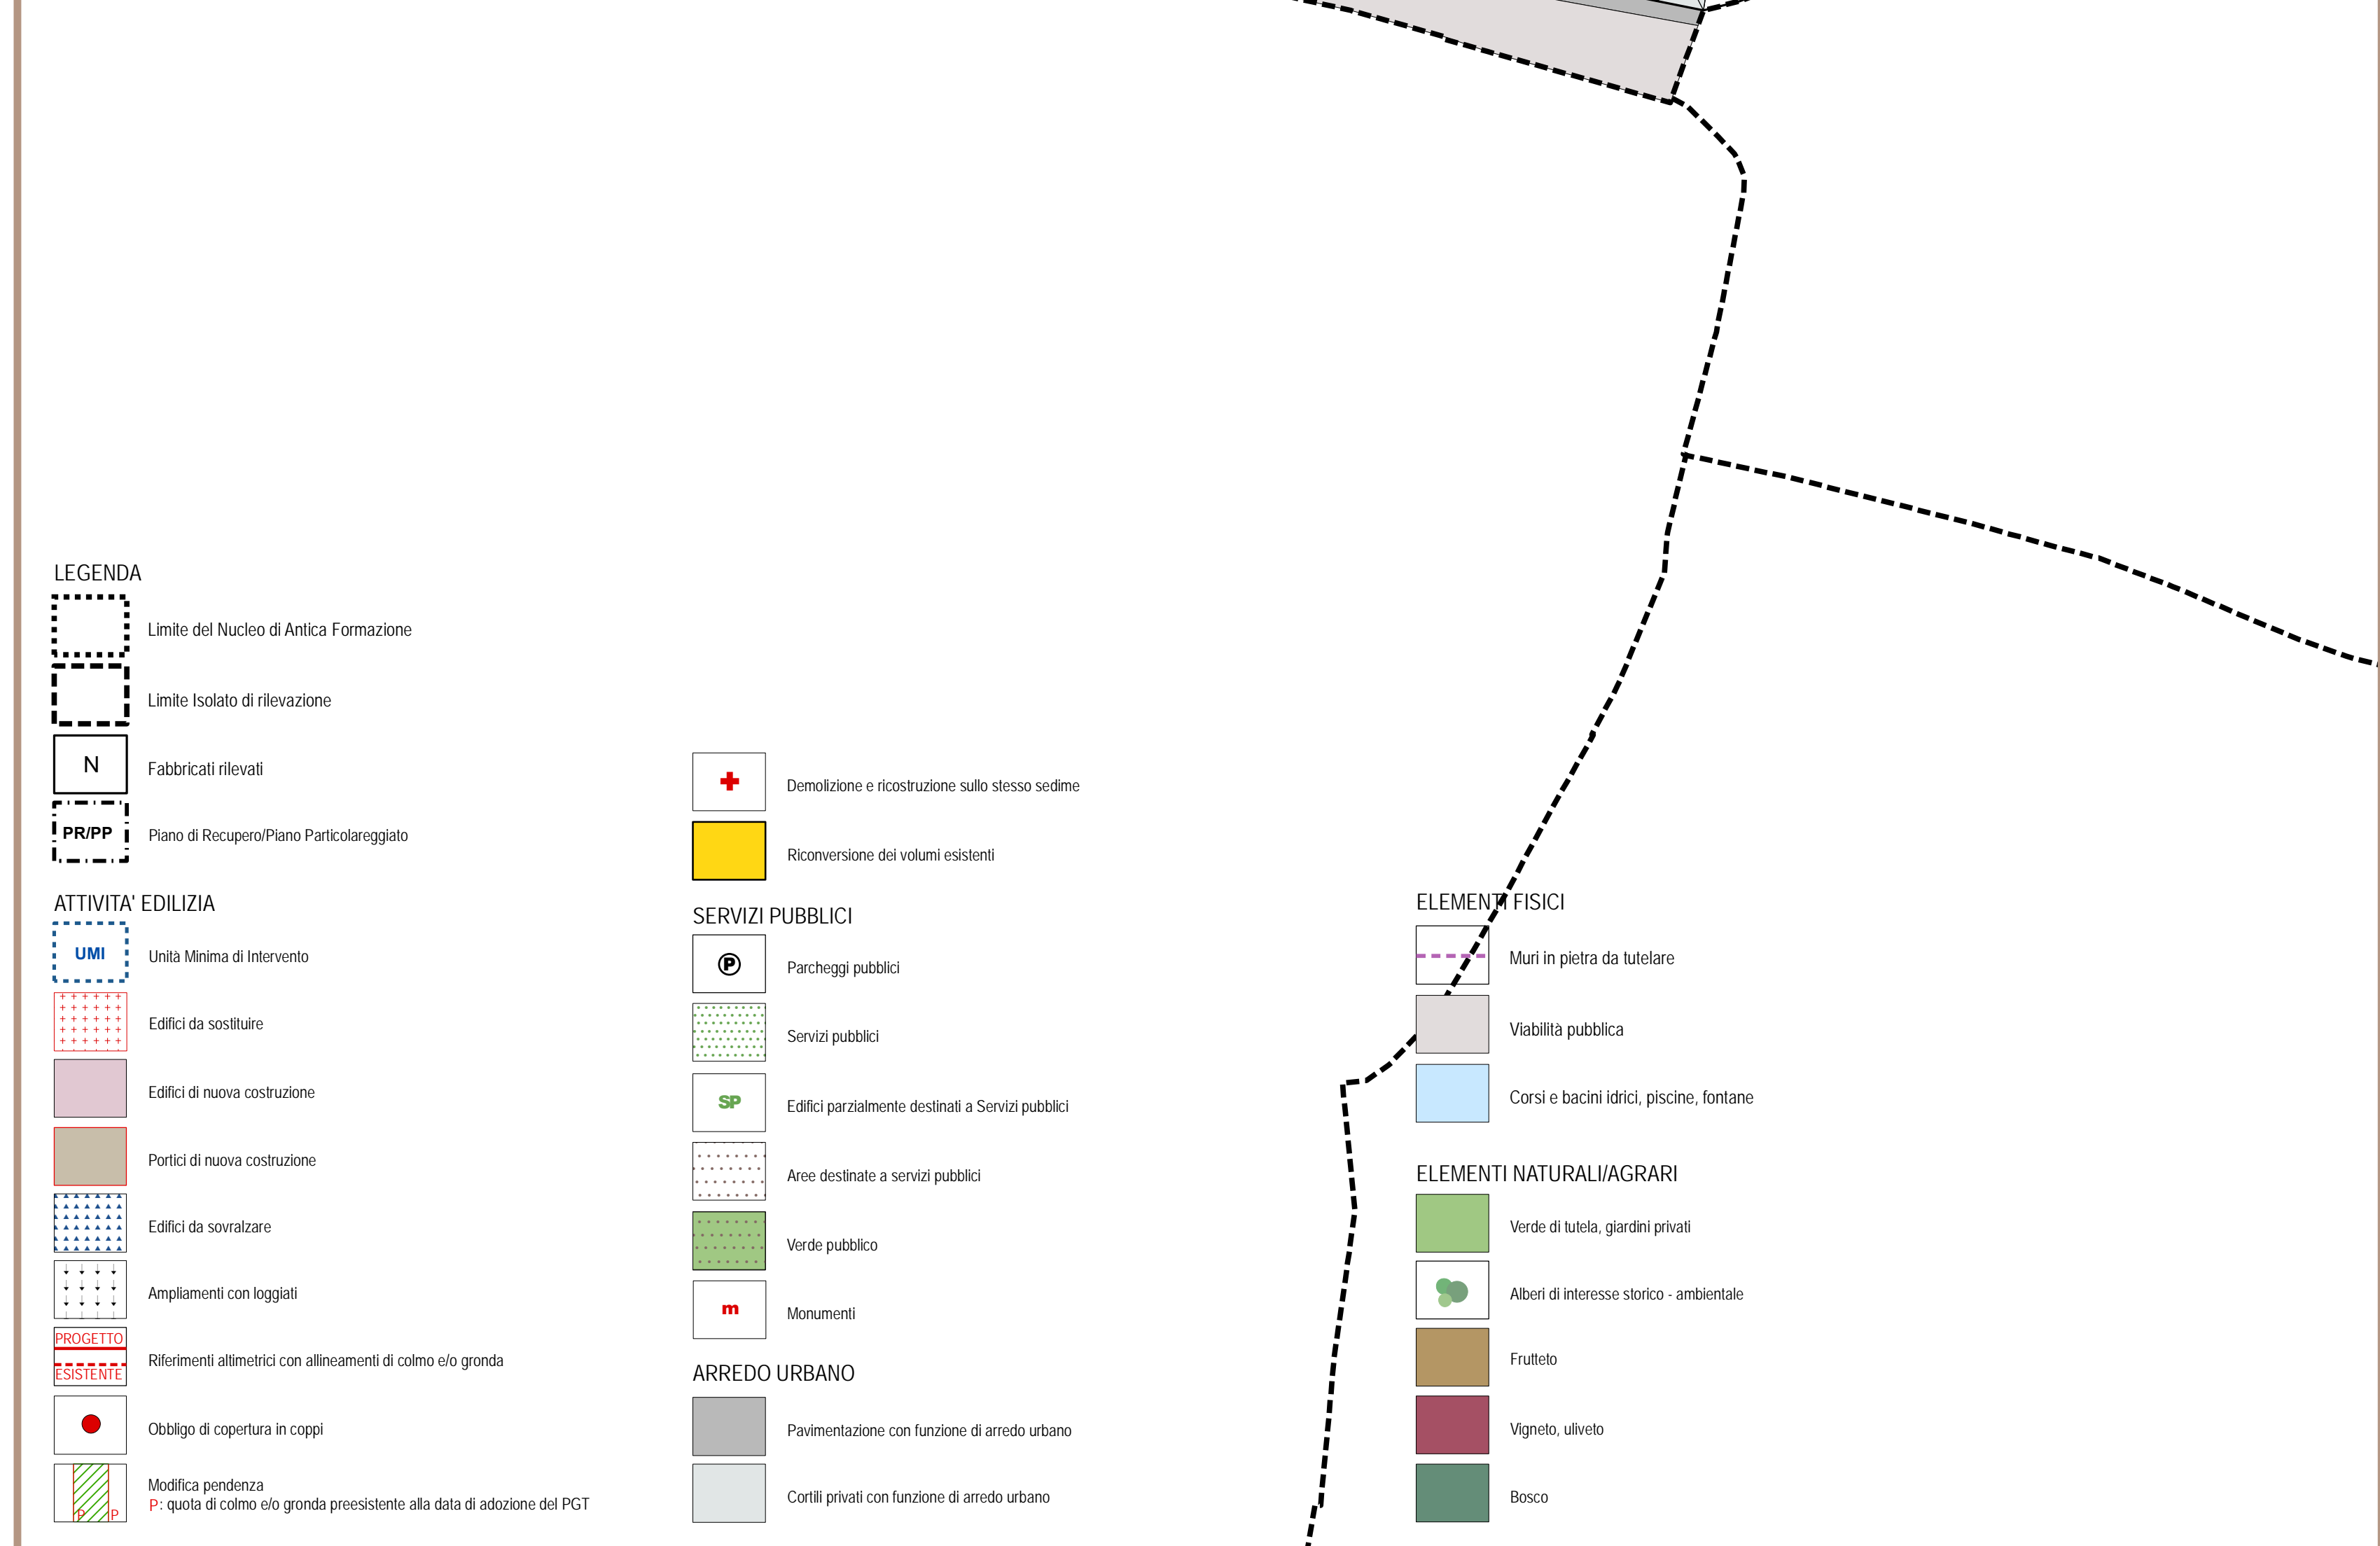 LEGENDA
Limite del Nucleo di Antica Formazione
Limite Isolato di rilevazione
N
Fabbricati rilevati
PR/PP
Piano di Recupero/Piano Particolareggiato
ATTIVITA' EDILIZIA
UMI
Unità Minima di Intervento
Edifici da sostituire
Edifici di nuova costruzione
Portici di nuova costruzione
Edifici da sovralzare
Ampliamenti con loggiati
PROGETTO
ESISTENTE
Riferimenti altimetrici con allineamenti di colmo e/o gronda
Obbligo di copertura in coppi
P P
Modifica pendenza
P: quota di colmo e/o gronda preesistente alla data di adozione del PGT
Demolizione e ricostruzione sullo stesso sedime
Riconversione dei volumi esistenti
SERVIZI PUBBLICI
P
Parcheggi pubblici
Servizi pubblici
SP
Edifici parzialmente destinati a Servizi pubblici
Aree destinate a servizi pubblici
Verde pubblico
m
Monumenti
ARREDO URBANO
Pavimentazione con funzione di arredo urbano
Cortili privati con funzione di arredo urbano
ELEMENTI FISICI
Muri in pietra da tutelare
Viabilità pubblica
Corsi e bacini idrici, piscine, fontane
ELEMENTI NATURALI/AGRARI
Verde di tutela, giardini privati
Alberi di interesse storico - ambientale
Frutteto
Vigneto, uliveto
Bosco